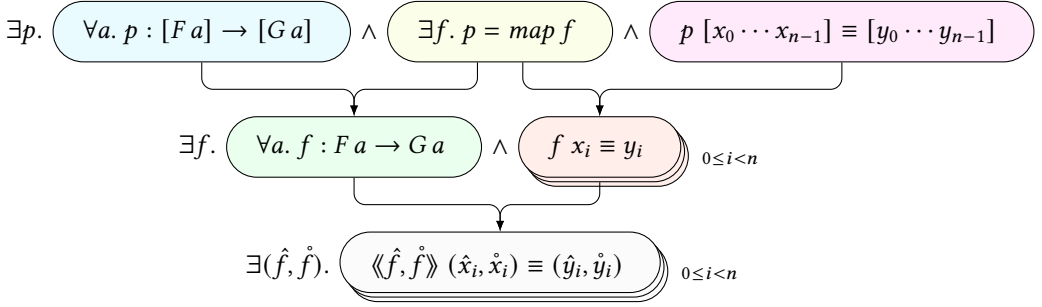 ∃p. ∀a. p : [F a] → [G a] ∧ ∃f. p = map f ∧ p [x₀ ⋯ xₙ₋₁] ≡ [y₀ ⋯ yₙ₋₁]
∃f. ∀a. f : F a → G a ∧ f xᵢ ≡ yᵢ 0≤i<n
∃(f̂, f̊). ⟪f̂, f̊⟫ (x̂ᵢ, x̊ᵢ) ≡ (ŷᵢ, ẙᵢ) 0≤i<n